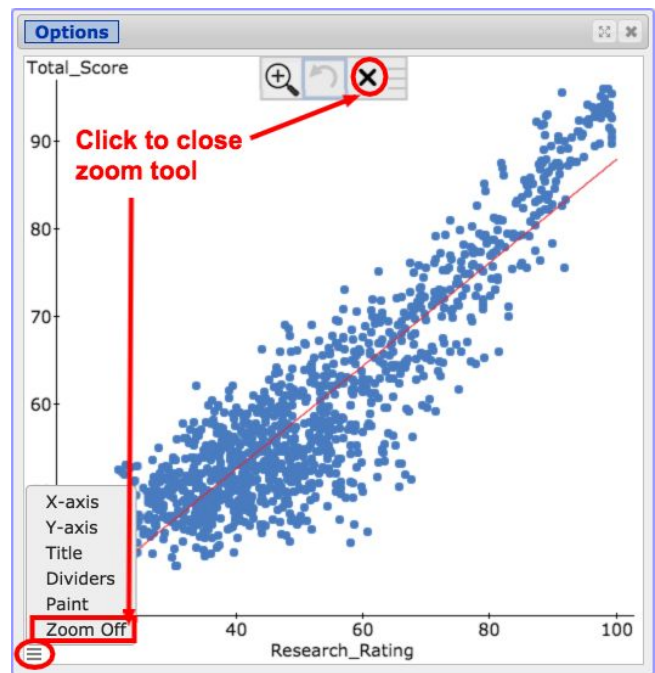 Options
Total_Score
Click to close
zoom tool
90
80
70
60
X-axis
Y-axis
Title
Dividers
Paint
Zoom Off
40
60
80
100
Research_Rating